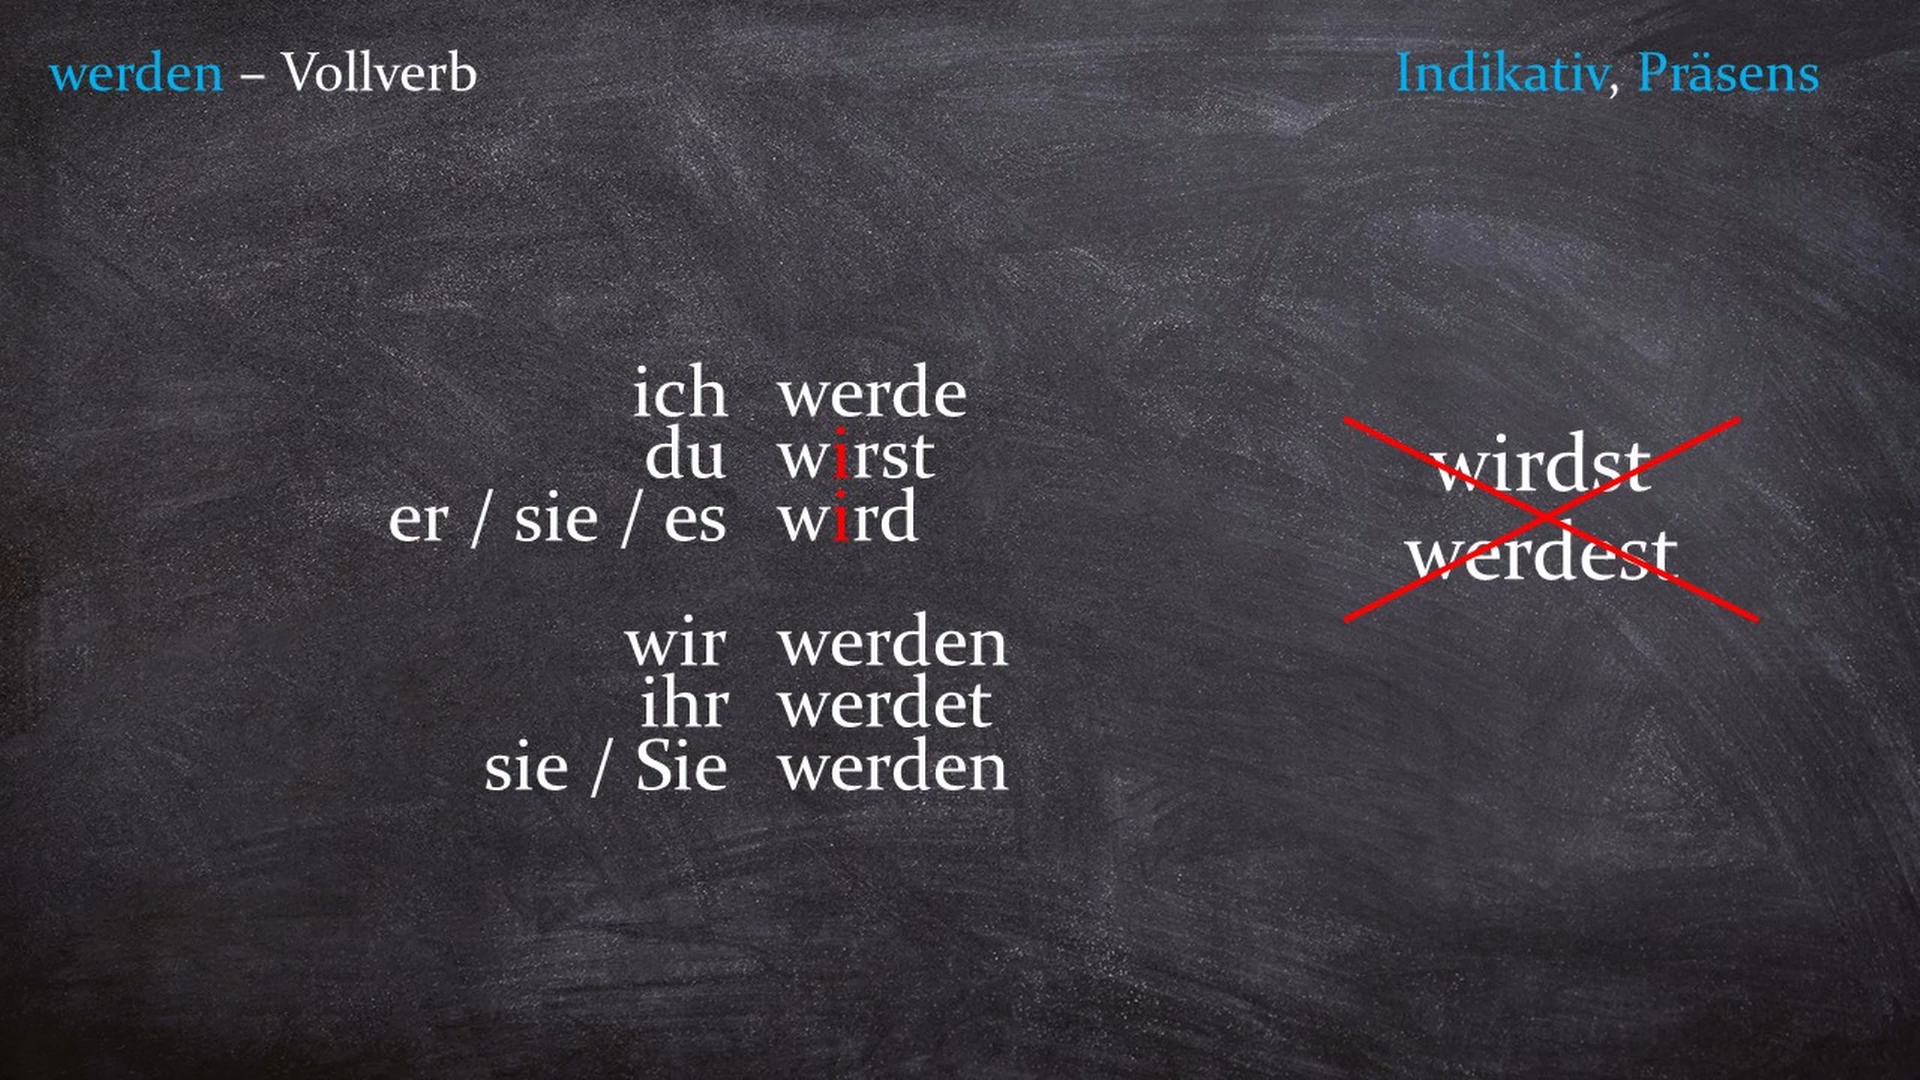 werden – Vollverb
Indikativ, Präsens
ich werde
du wirst
er / sie / es wird
wir werden
ihr werdet
sie / Sie werden
wirdst
werdest